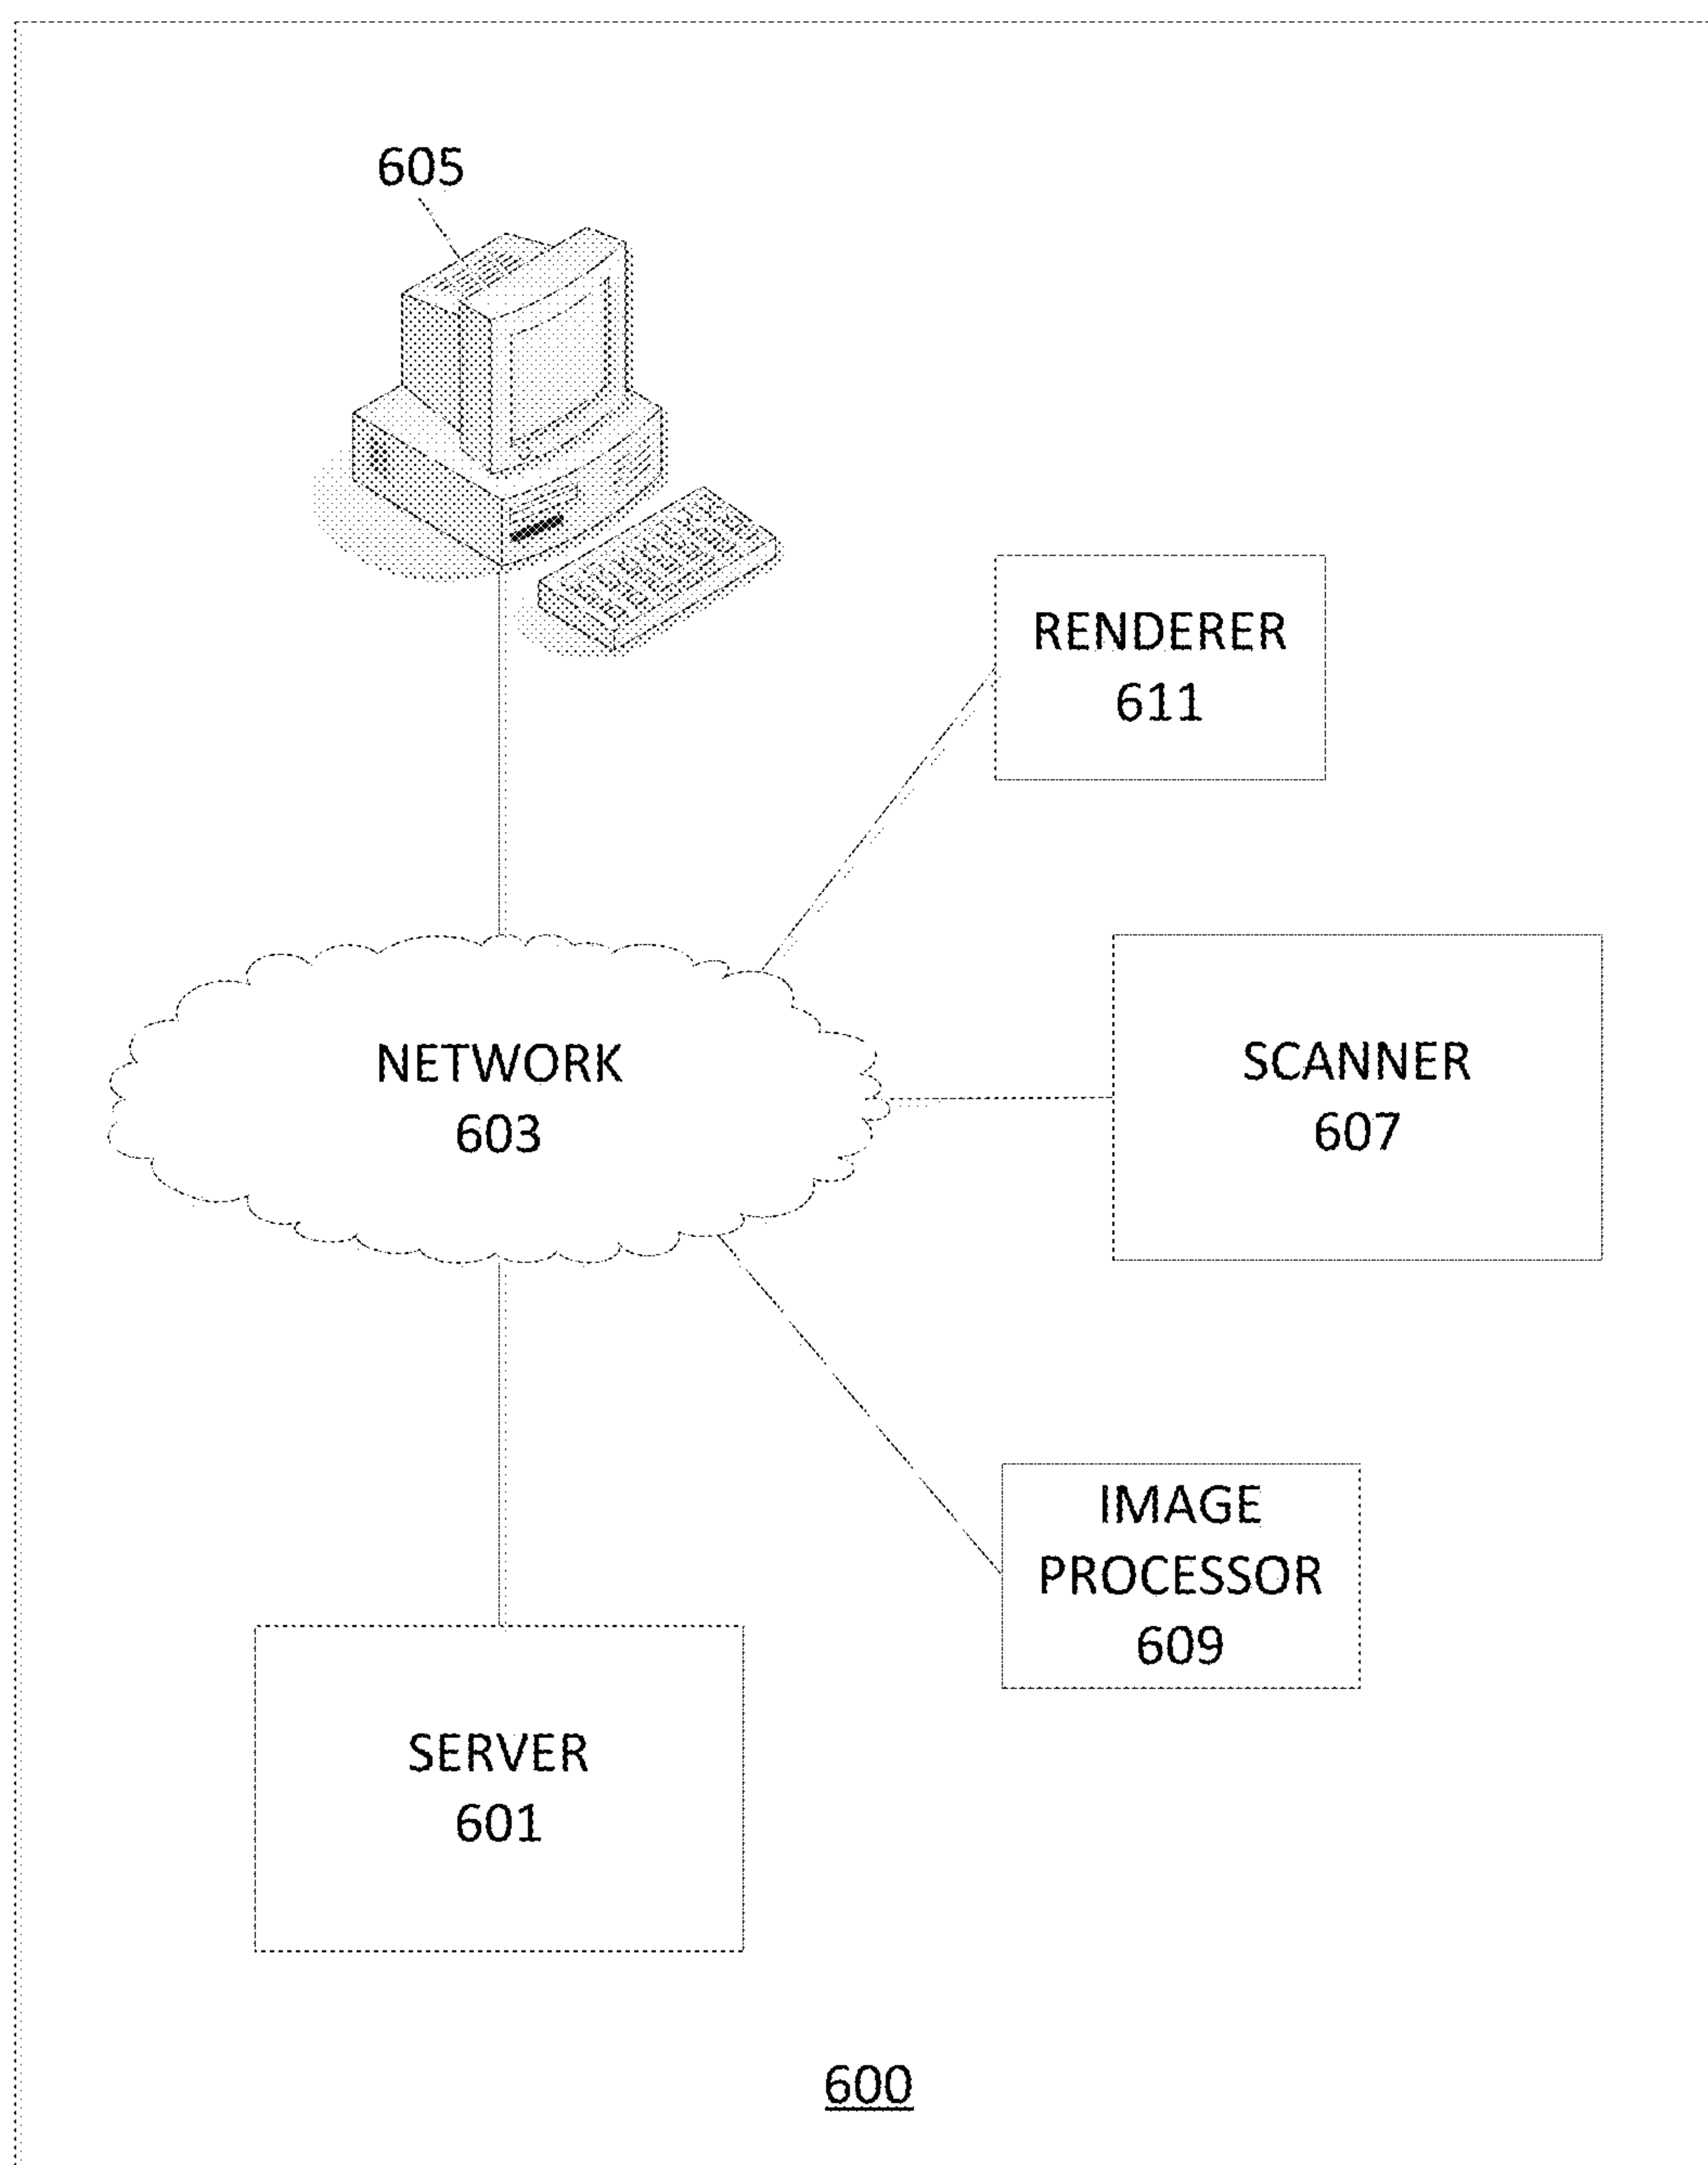 605
RENDERER
611
NETWORK
603
SCANNER
607
IMAGE
PROCESSOR
609
SERVER
601
600